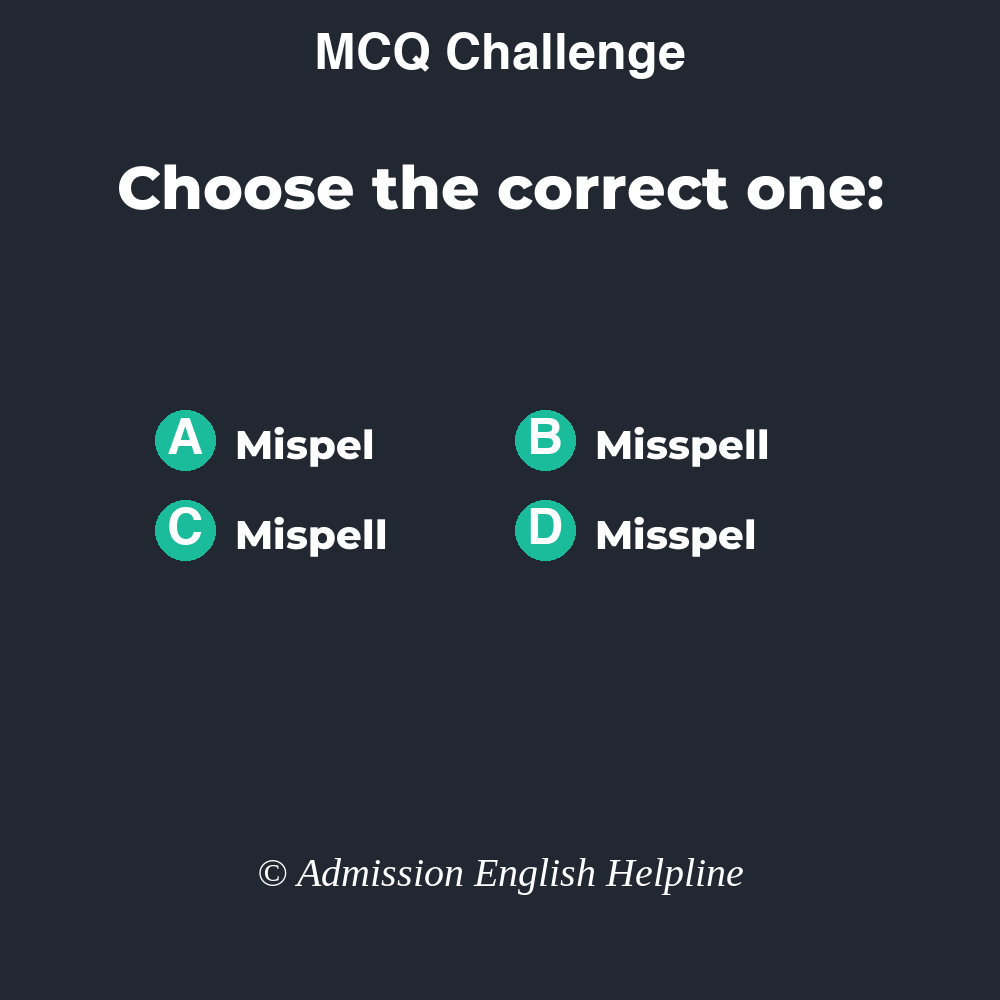 MCQ Challenge
Choose the correct one:
A Mispel B Misspell
C Mispell D Misspel
© Admission English Helpline